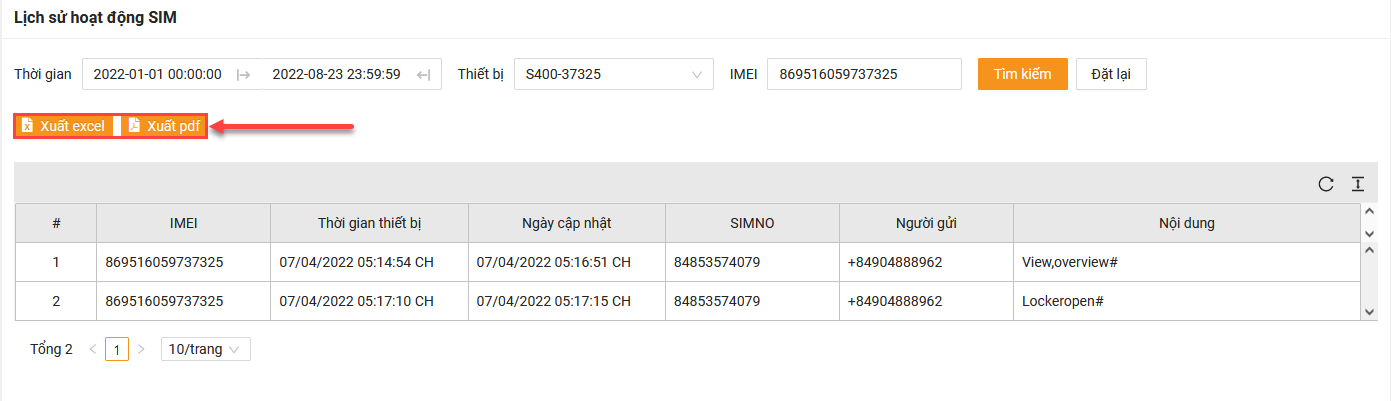 Lịch sử hoạt động SIM
Thời gian 2022-01-01 00:00:00 2022-08-23 23:59:59 Thiết bị S400-37325 IMEI 869516059737325 Tìm kiếm Đặt lại
Xuất excel Xuất pdf
# IMEI Thời gian thiết bị Ngày cập nhật SIMNO Người gửi Nội dung
1 869516059737325 07/04/2022 05:14:54 CH 07/04/2022 05:16:51 CH 84853574079 +84904888962 View,overview#
2 869516059737325 07/04/2022 05:17:10 CH 07/04/2022 05:17:15 CH 84853574079 +84904888962 Lockeropen#
Tổng 2 1 10/trang